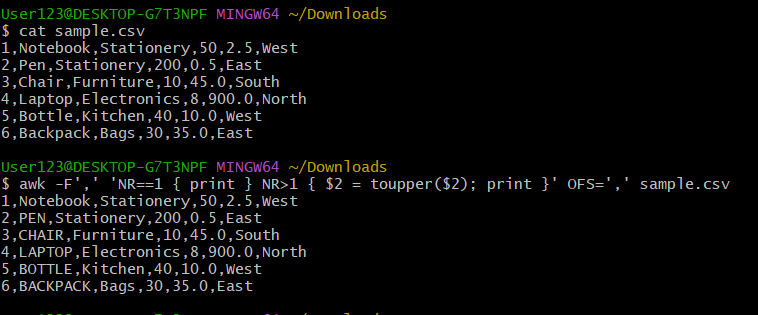 User123@DESKTOP-G7T3NPF MINGW64 ~/Downloads
$ cat sample.csv
1,Notebook,Stationery,50,2.5,West
2,Pen,Stationery,200,0.5,East
3,Chair,Furniture,10,45.0,South
4,Laptop,Electronics,8,900.0,North
5,Bottle,Kitchen,40,10.0,West
6,Backpack,Bags,30,35.0,East
User123@DESKTOP-G7T3NPF MINGW64 ~/Downloads
$ awk -F',' 'NR==1 { print } NR>1 { $2 = toupper($2); print }' OFS=',' sample.csv
1,Notebook,Stationery,50,2.5,West
2,PEN,Stationery,200,0.5,East
3,CHAIR,Furniture,10,45.0,South
4,LAPTOP,Electronics,8,900.0,North
5,BOTTLE,Kitchen,40,10.0,West
6,BACKPACK,Bags,30,35.0,East